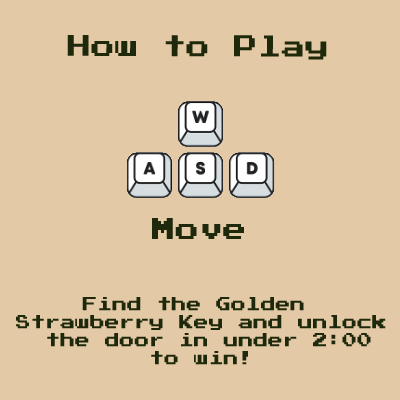 How to Play
W
A S D
Move
Find the Golden
Strawberry Key and unlock
the door in under 2:00
to win!